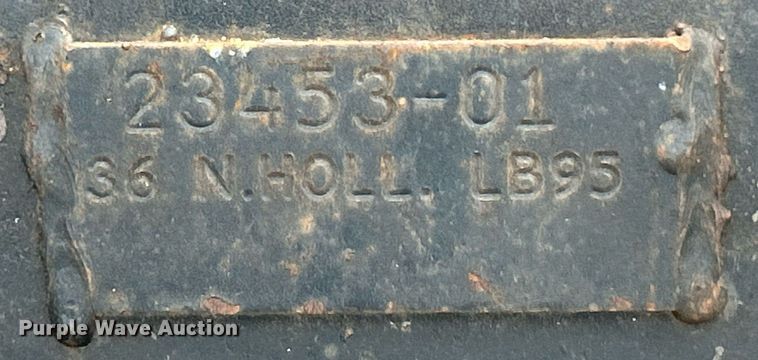 23453-01
36 N.HOLL. LB95
Purple Wave Auction